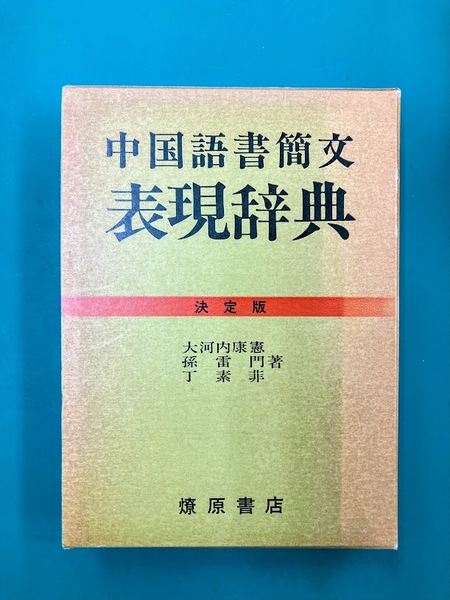 中国語書簡文
表現辞典
決定版
大河内康憲
孫雷門著
丁素菲
燎原書店